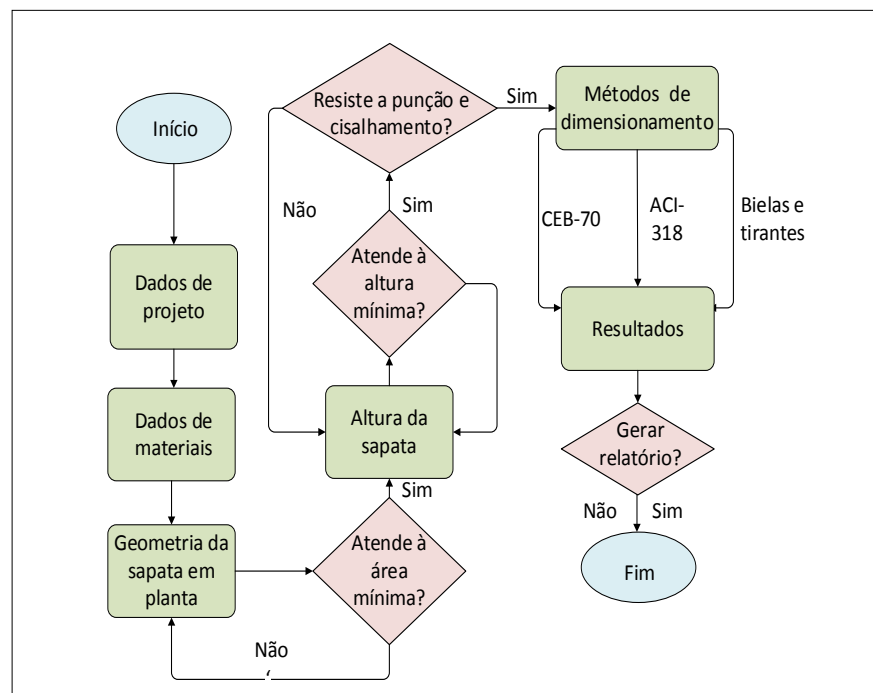 Início
Dados de
projeto
Dados de
materiais
Geometria da
sapata em
planta
Atende à
área
mínima?
Não
Sim
Altura da
sapata
Atende à
altura
mínima?
Sim
Não
Resiste a punção e
cisalhamento?
Sim
Métodos de
dimensionamento
CEB-70
ACI-
318
Bielas e
tirantes
Resultados
Gerar
relatório?
Não
Sim
Fim